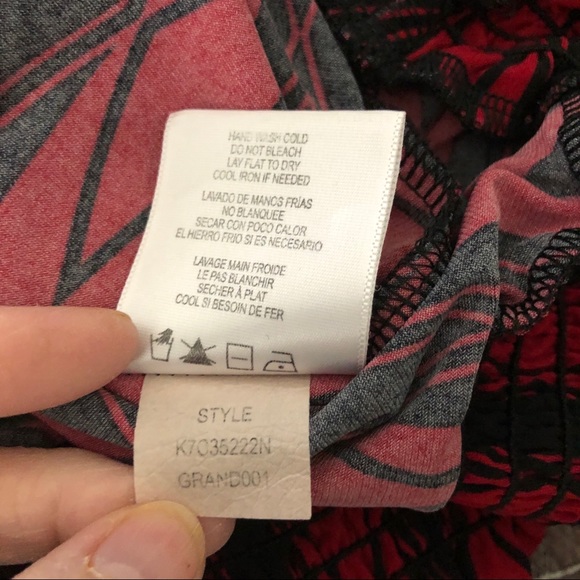 HAND WASH COLD
DO NOT BLEACH
LAY FLAT TO DRY
COOL IRON IF NEEDED
LAVADO DE MANOS FRÍAS
NO BLANQUEE
SECAR CON POCO CALOR
EL HIERRO FRIO SI ES NECESARIO
LAVAGE MAIN FROIDE
LE PAS BLANCHIR
SECHER À PLAT
COOL SI BESOIN DE FER
STYLE
K7C35222N
GRAND001